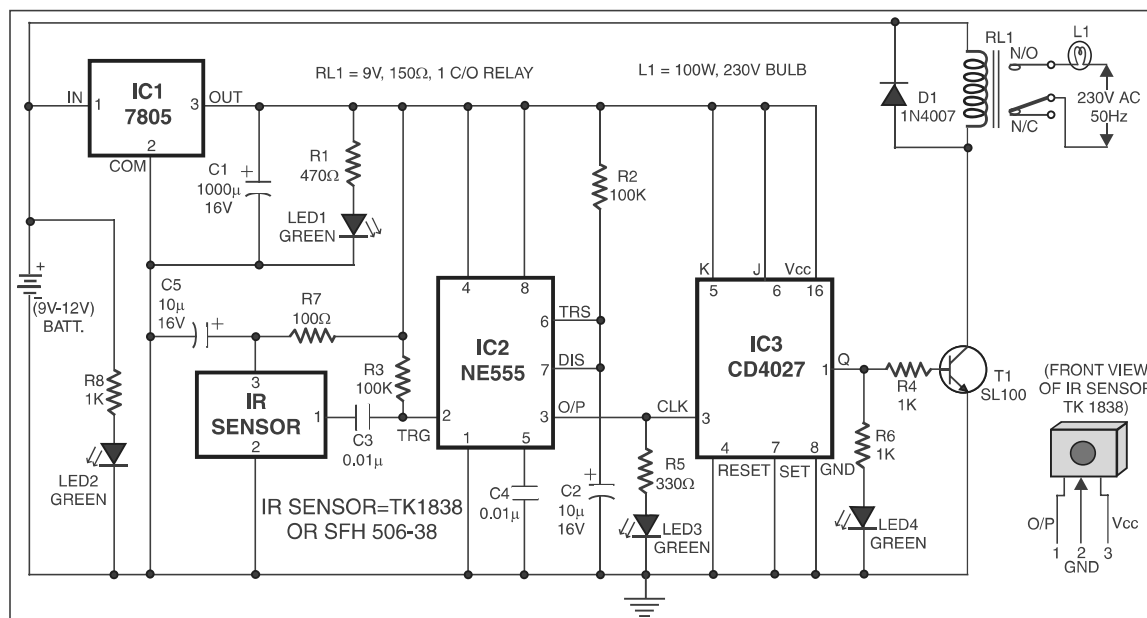 RL1 = 9V, 150Ω, 1 C/O RELAY
L1 = 100W, 230V BULB
RL1
L1
N/O
N/C
230V AC
50Hz
D1
1N4007
IN
1
IC1
7805
3
OUT
2
COM
C1
1000µ
16V
+
R1
470Ω
LED1
GREEN
R2
100K
+
(9V-12V)
BATT.
R8
1K
LED2
GREEN
C5
10µ
16V
+
R7
100Ω
R3
100K
3
IR
SENSOR
1
2
C3
0.01µ
TRG
4
8
6
TRS
IC2
NE555
7
DIS
2
3
O/P
1
5
C4
0.01µ
C2
10µ
16V
+
CLK
R5
330Ω
LED3
GREEN
K
J
Vcc
5
6
16
IC3
CD4027
1
Q
3
4
7
8
RESET
SET
GND
R4
1K
R6
1K
LED4
GREEN
T1
SL100
IR SENSOR=TK1838
OR SFH 506-38
(FRONT VIEW
OF IR SENSOR
TK 1838)
O/P
Vcc
1
2
3
GND